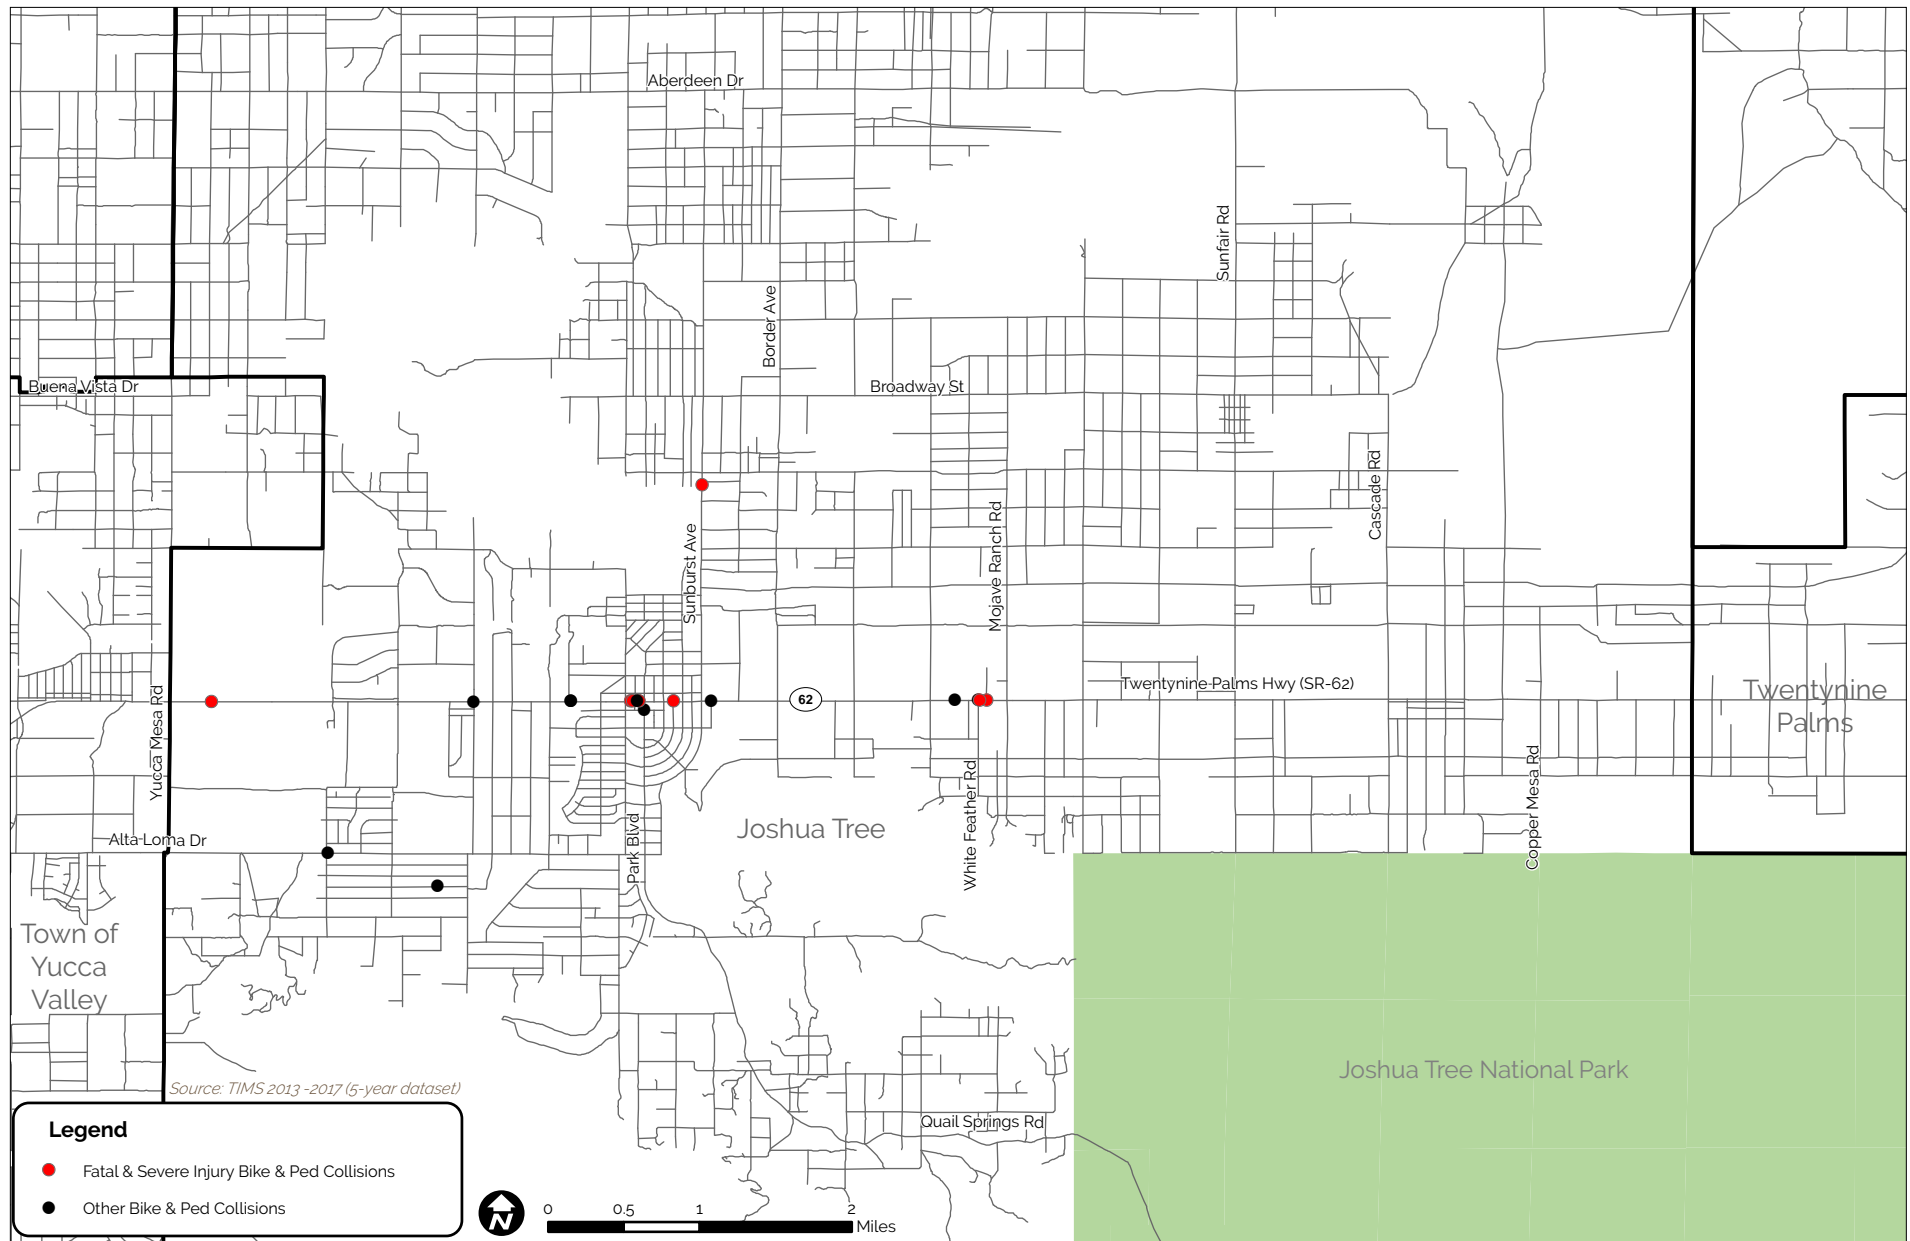 Aberdeen Dr
Sunfair Rd
Border Ave
Buena Vista Dr
Broadway St
Cascade Rd
Mojave Ranch Rd
Sunburst Ave
Twentynine Palms Hwy (SR-62)
62
Yucca Mesa Rd
Twentynine
Palms
Copper Mesa Rd
White Feather Rd
Park Blvd
Joshua Tree
Alta Loma Dr
Town of
Yucca
Valley
Joshua Tree National Park
Source: TIMS 2013 -2017 (5-year dataset)
Quail Springs Rd
Legend
Fatal & Severe Injury Bike & Ped Collisions
Other Bike & Ped Collisions
N
0 0.5 1 2
Miles